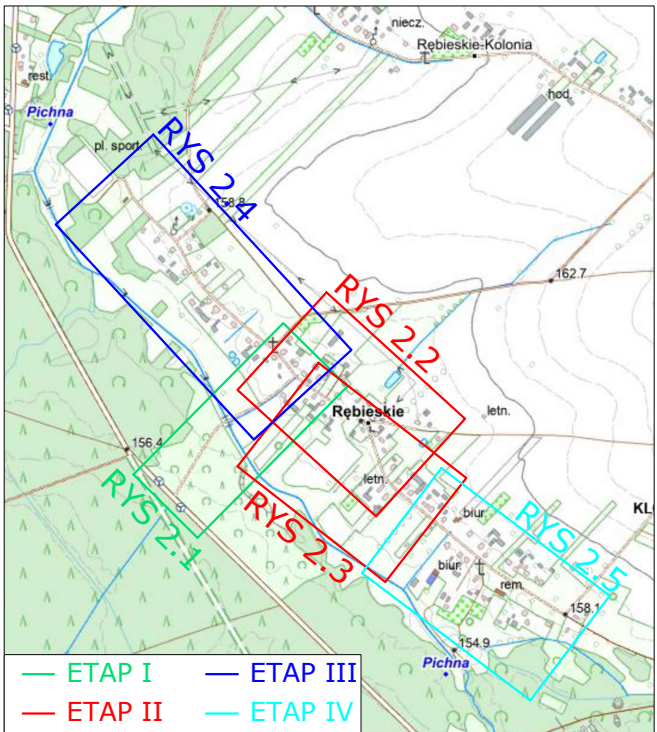 niecz.
Rębieskie-Kolonia
rest.
hod.
Pichna
pl. sport.
RYS 2.4
158.8
162.7
RYS 2.2
Rębieskie
letn.
156.4
letn.
RYS 2.1
RYS 2.3
biur.
RYS 2.5
KŁ
biur.
rem.
158.1
154.9
Pichna
ETAP I
ETAP III
ETAP II
ETAP IV